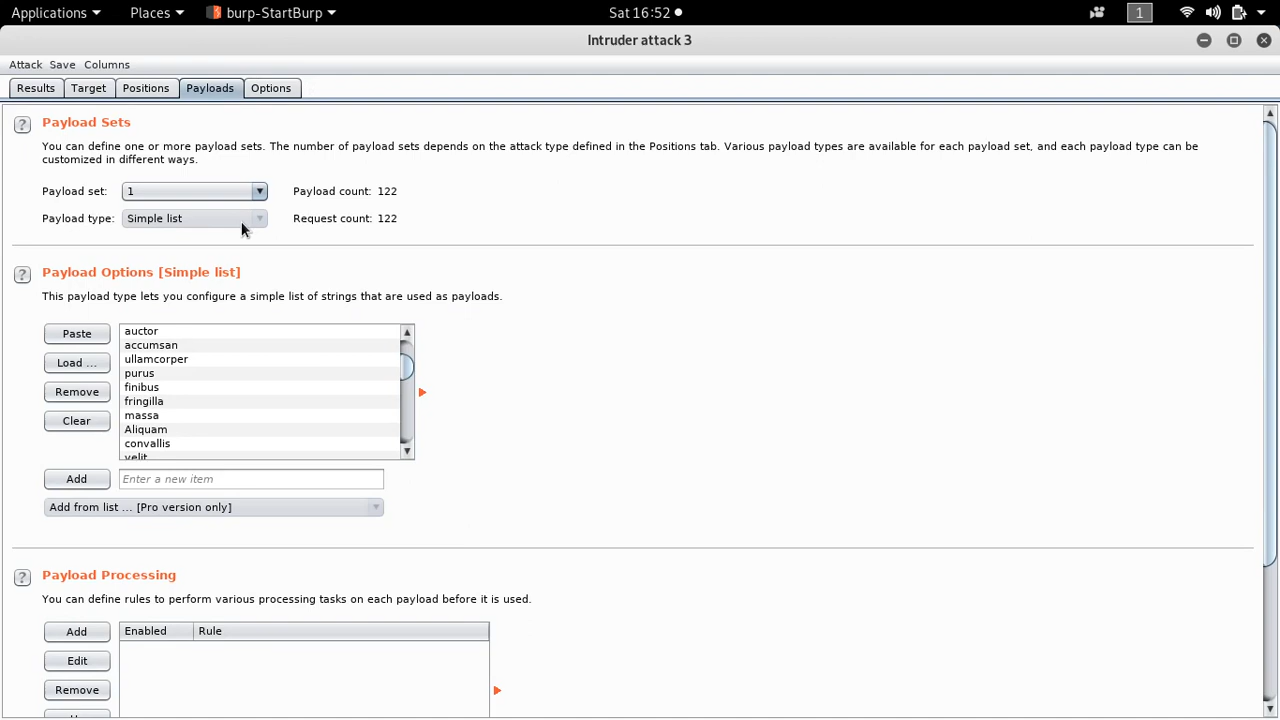 Applications Places burp-StartBurp Sat 16:52 1
Intruder attack 3
Attack Save Columns
Results Target Positions Payloads Options
? Payload Sets
You can define one or more payload sets. The number of payload sets depends on the attack type defined in the Positions tab. Various payload types are available for each payload set, and each payload type can be
customized in different ways.
Payload set: 1 Payload count: 122
Payload type: Simple list Request count: 122
? Payload Options [Simple list]
This payload type lets you configure a simple list of strings that are used as payloads.
Paste
Load ...
Remove
Clear
auctor
accumsan
ullamcorper
purus
finibus
fringilla
massa
Aliquam
convallis
velit
Add Enter a new item
Add from list ... [Pro version only]
? Payload Processing
You can define rules to perform various processing tasks on each payload before it is used.
Add Enabled Rule
Edit
Remove